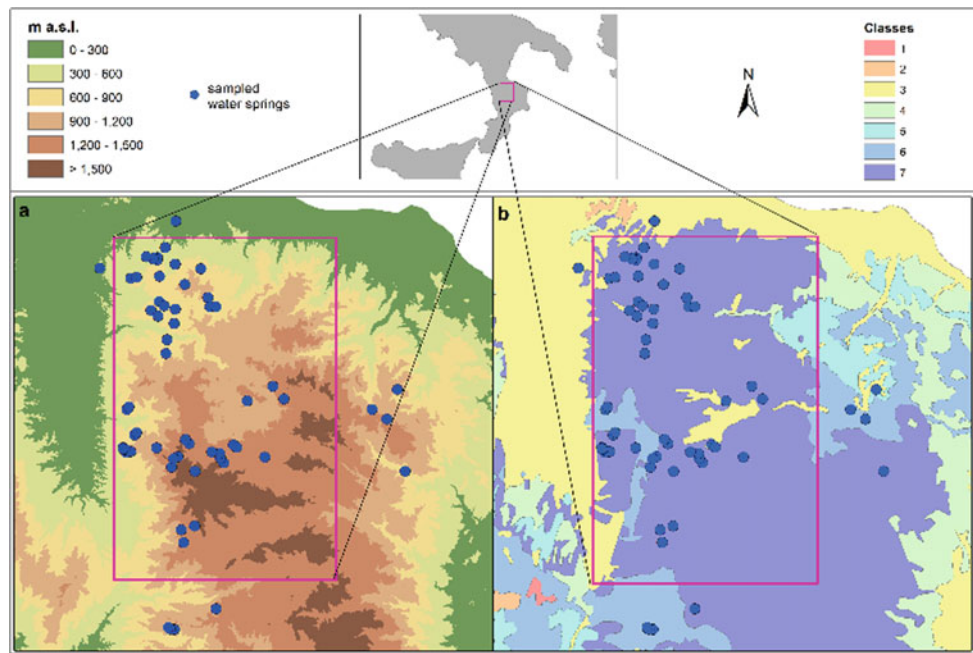 m a.s.l.
0 - 300
300 - 600
600 - 900
900 - 1.200
1,200 - 1,500
> 1,500
sampled
water springs
N
Classes
1
2
3
4
5
6
7
a
b